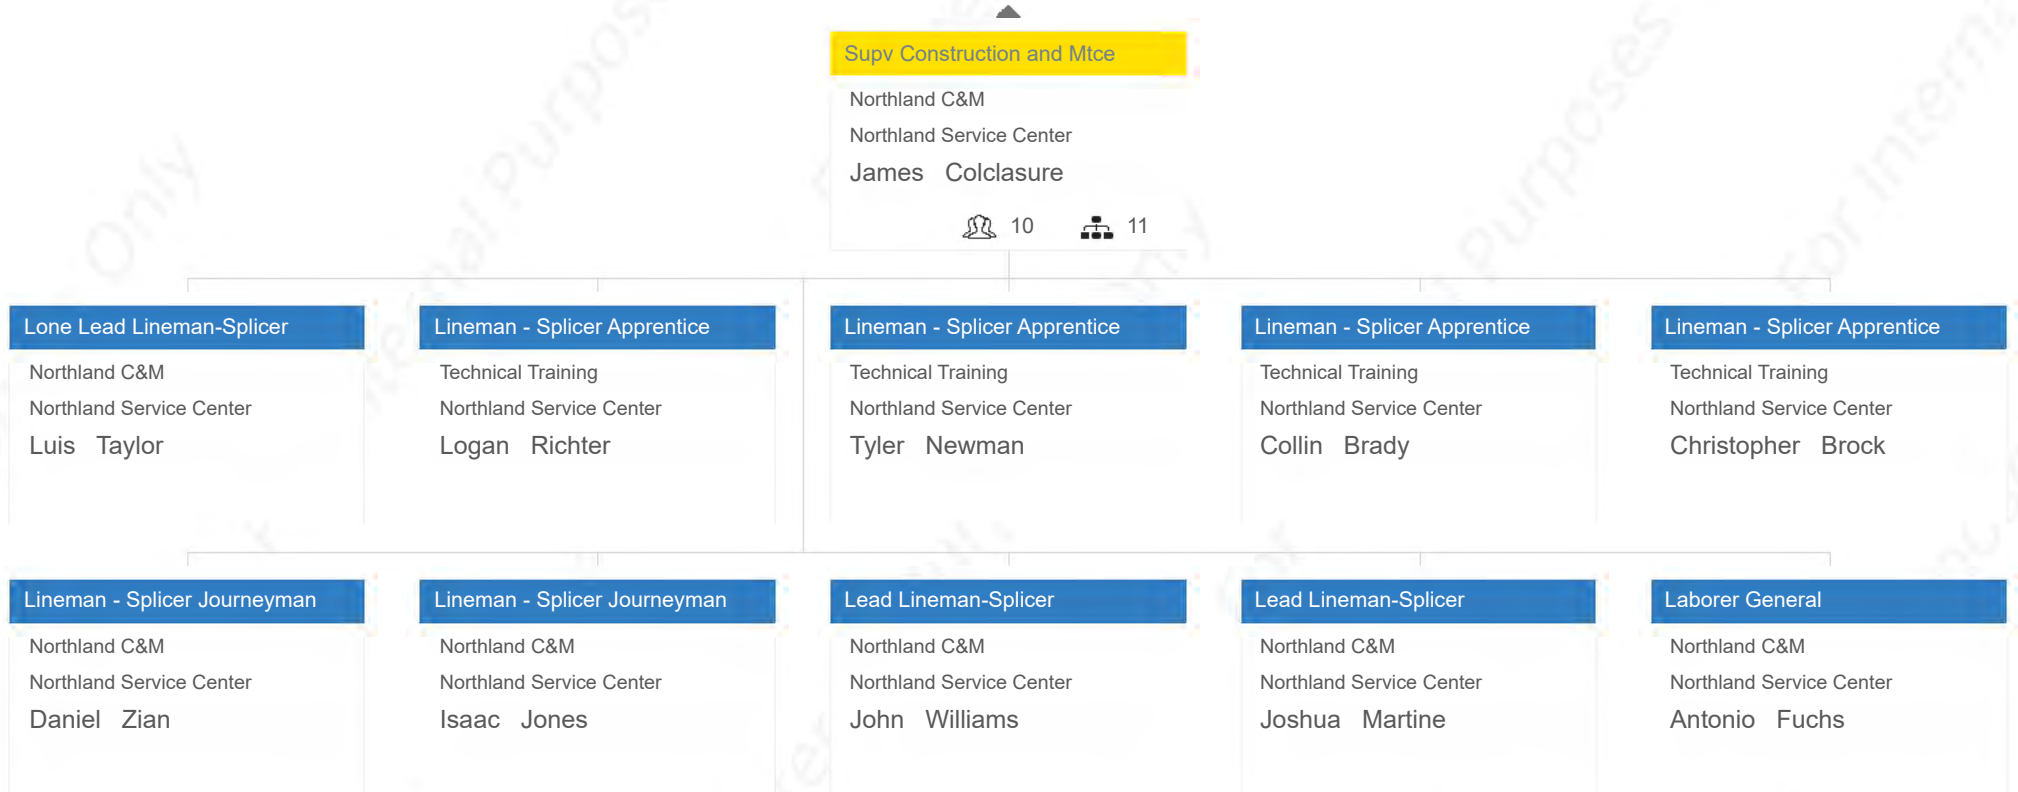 Supv Construction and Mtce
Northland C&M
Northland Service Center
James Colclasure
10 11
Lone Lead Lineman-Splicer
Northland C&M
Northland Service Center
Luis Taylor
Lineman - Splicer Apprentice
Technical Training
Northland Service Center
Logan Richter
Lineman - Splicer Apprentice
Technical Training
Northland Service Center
Tyler Newman
Lineman - Splicer Apprentice
Technical Training
Northland Service Center
Collin Brady
Lineman - Splicer Apprentice
Technical Training
Northland Service Center
Christopher Brock
Lineman - Splicer Journeyman
Northland C&M
Northland Service Center
Daniel Zian
Lineman - Splicer Journeyman
Northland C&M
Northland Service Center
Isaac Jones
Lead Lineman-Splicer
Northland C&M
Northland Service Center
John Williams
Lead Lineman-Splicer
Northland C&M
Northland Service Center
Joshua Martine
Laborer General
Northland C&M
Northland Service Center
Antonio Fuchs